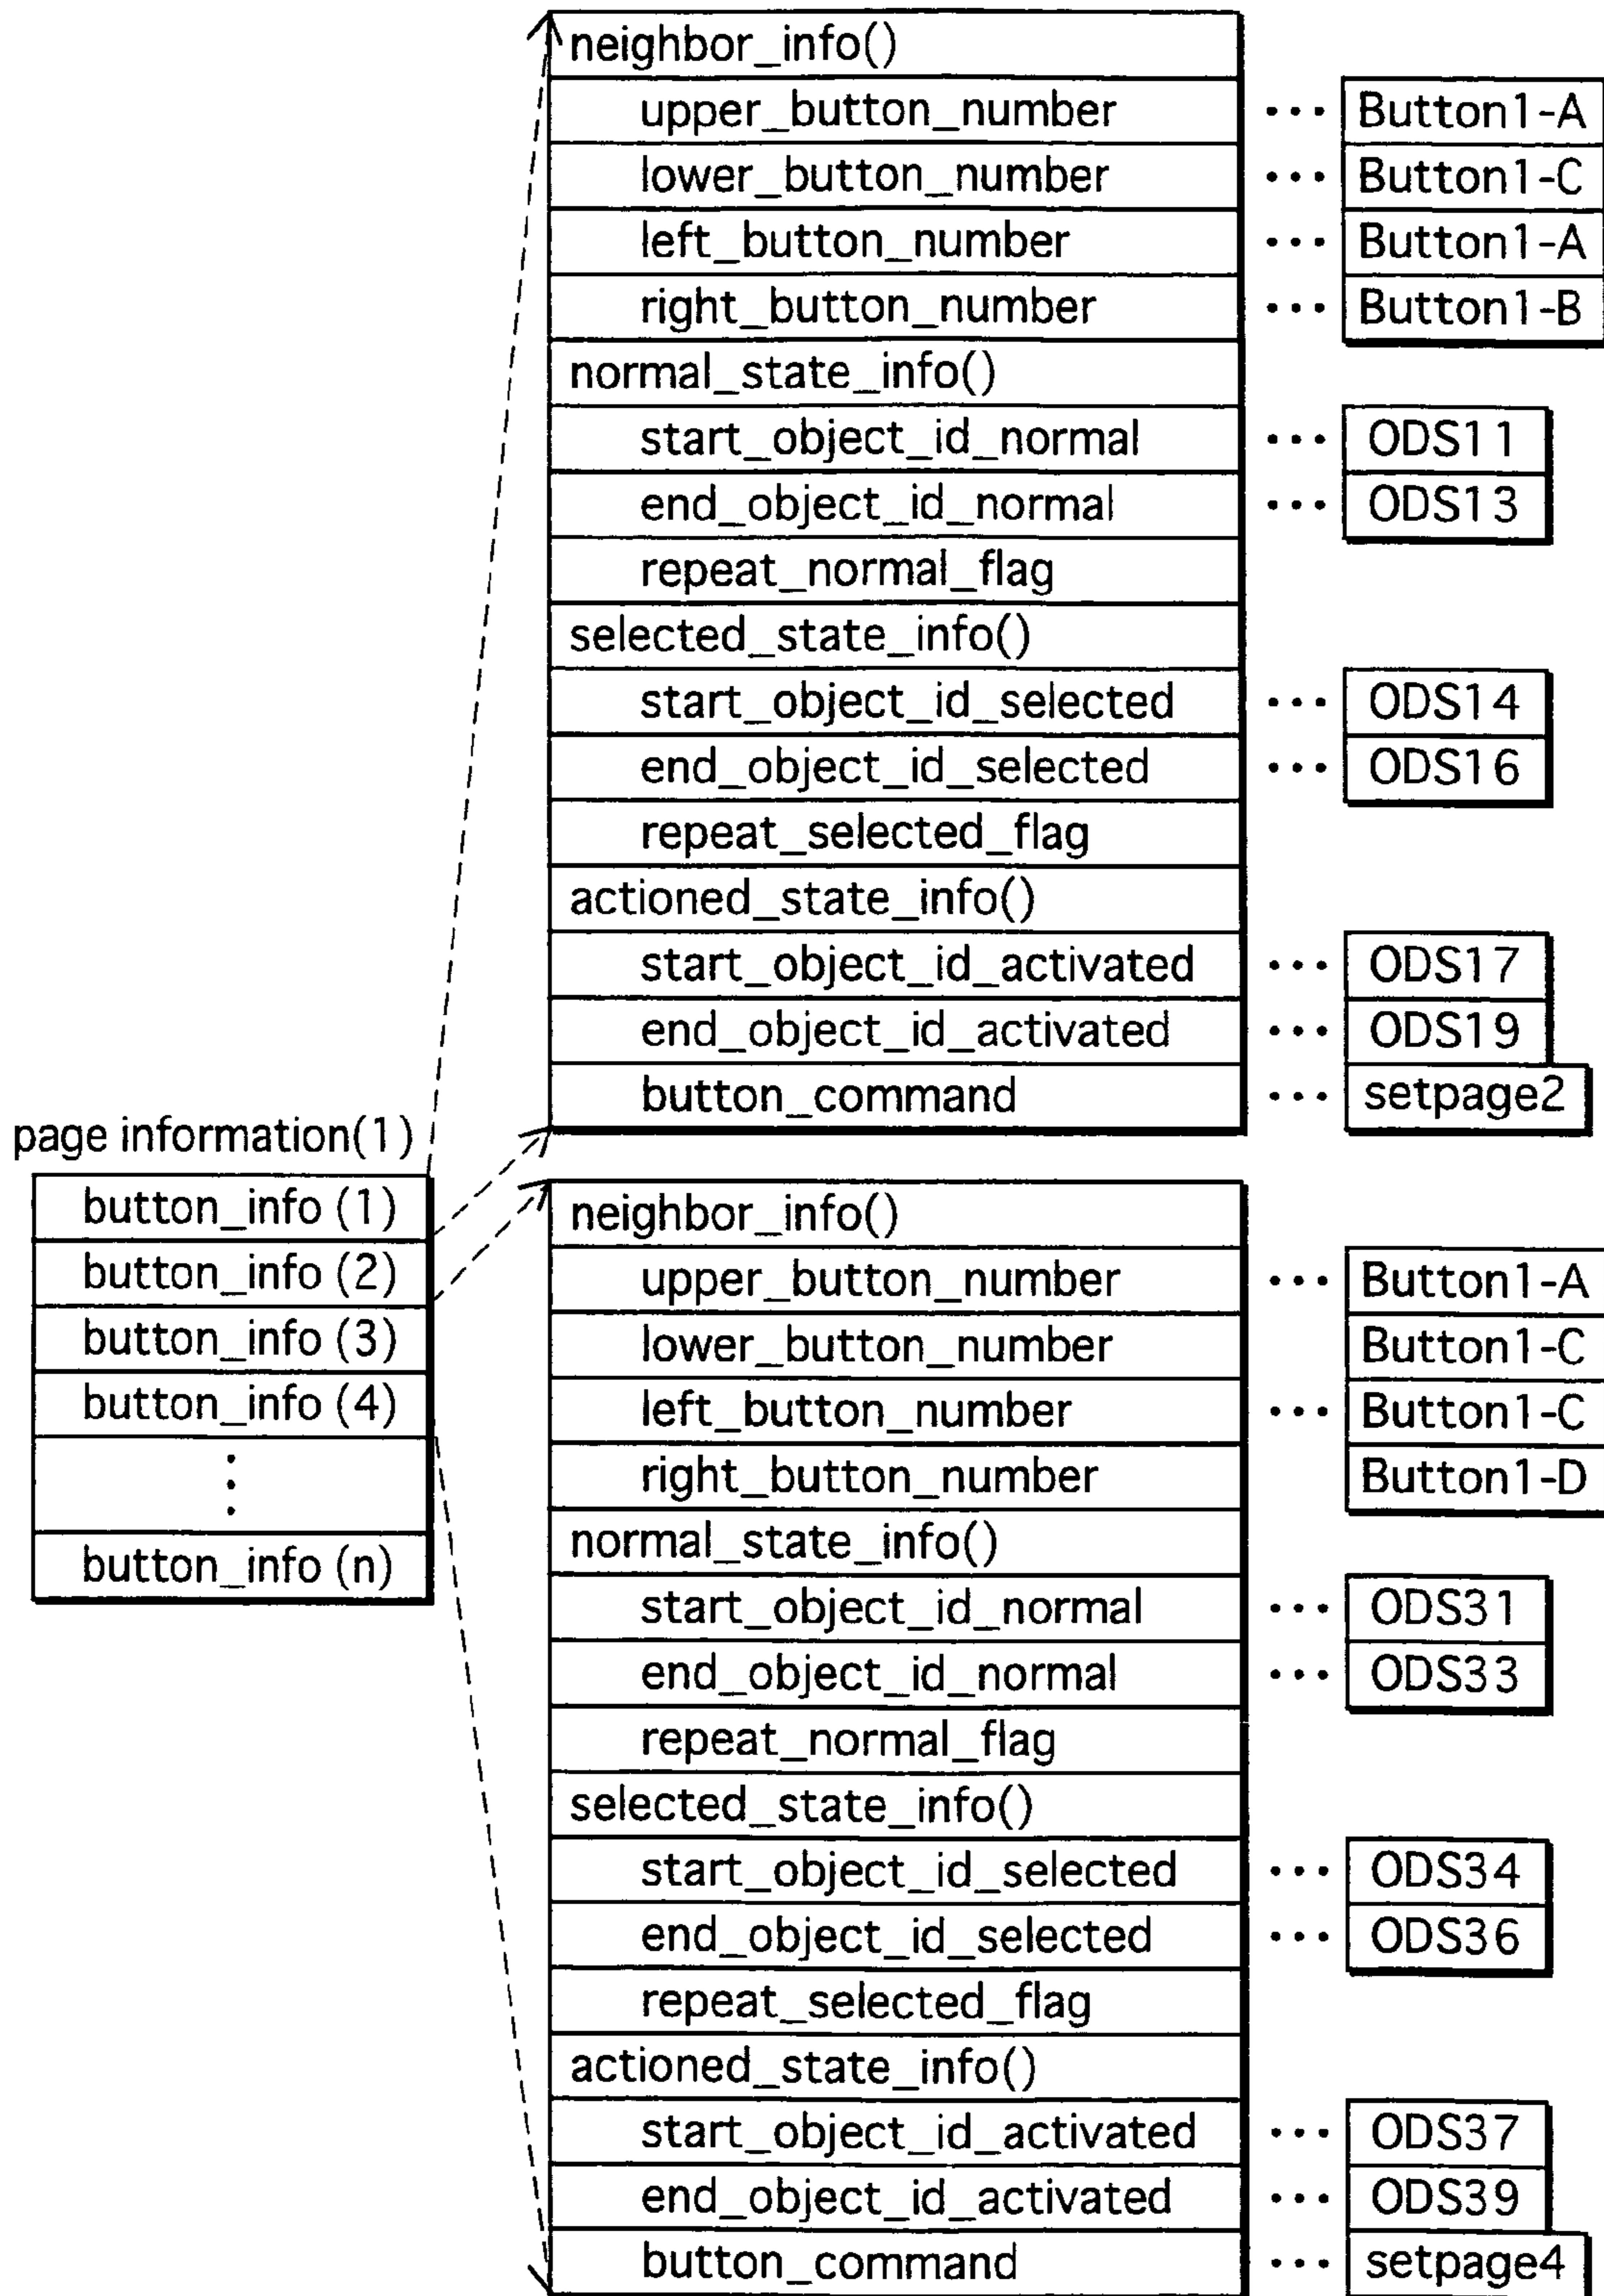 neighbor_info()
upper_button_number ••• Button1-A
lower_button_number ••• Button1-C
left_button_number ••• Button1-A
right_button_number ••• Button1-B
normal_state_info()
start_object_id_normal ••• ODS11
end_object_id_normal ••• ODS13
repeat_normal_flag
selected_state_info()
start_object_id_selected ••• ODS14
end_object_id_selected ••• ODS16
repeat_selected_flag
actioned_state_info()
start_object_id_activated ••• ODS17
end_object_id_activated ••• ODS19
button_command ••• setpage2
page information(1)
button_info (1)
button_info (2)
button_info (3)
button_info (4)
⋮
button_info (n)
neighbor_info()
upper_button_number ••• Button1-A
lower_button_number Button1-C
left_button_number ••• Button1-C
right_button_number Button1-D
normal_state_info()
start_object_id_normal ••• ODS31
end_object_id_normal ••• ODS33
repeat_normal_flag
selected_state_info()
start_object_id_selected ••• ODS34
end_object_id_selected ••• ODS36
repeat_selected_flag
actioned_state_info()
start_object_id_activated ••• ODS37
end_object_id_activated ••• ODS39
button_command ••• setpage4